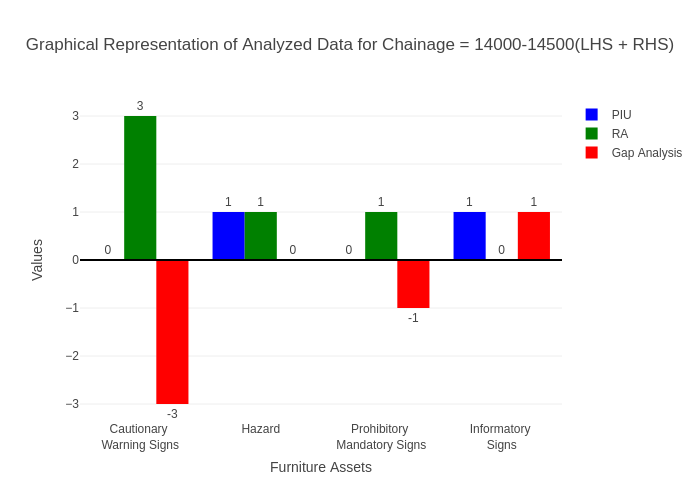 Graphical Representation of Analyzed Data for Chainage = 14000-14500(LHS + RHS)
3
2
1
0
−1
−2
−3
Values
0
3
-3
1
1
0
0
1
-1
1
0
1
Cautionary
Warning Signs
Hazard
Prohibitory
Mandatory Signs
Informatory
Signs
Furniture Assets
PIU
RA
Gap Analysis